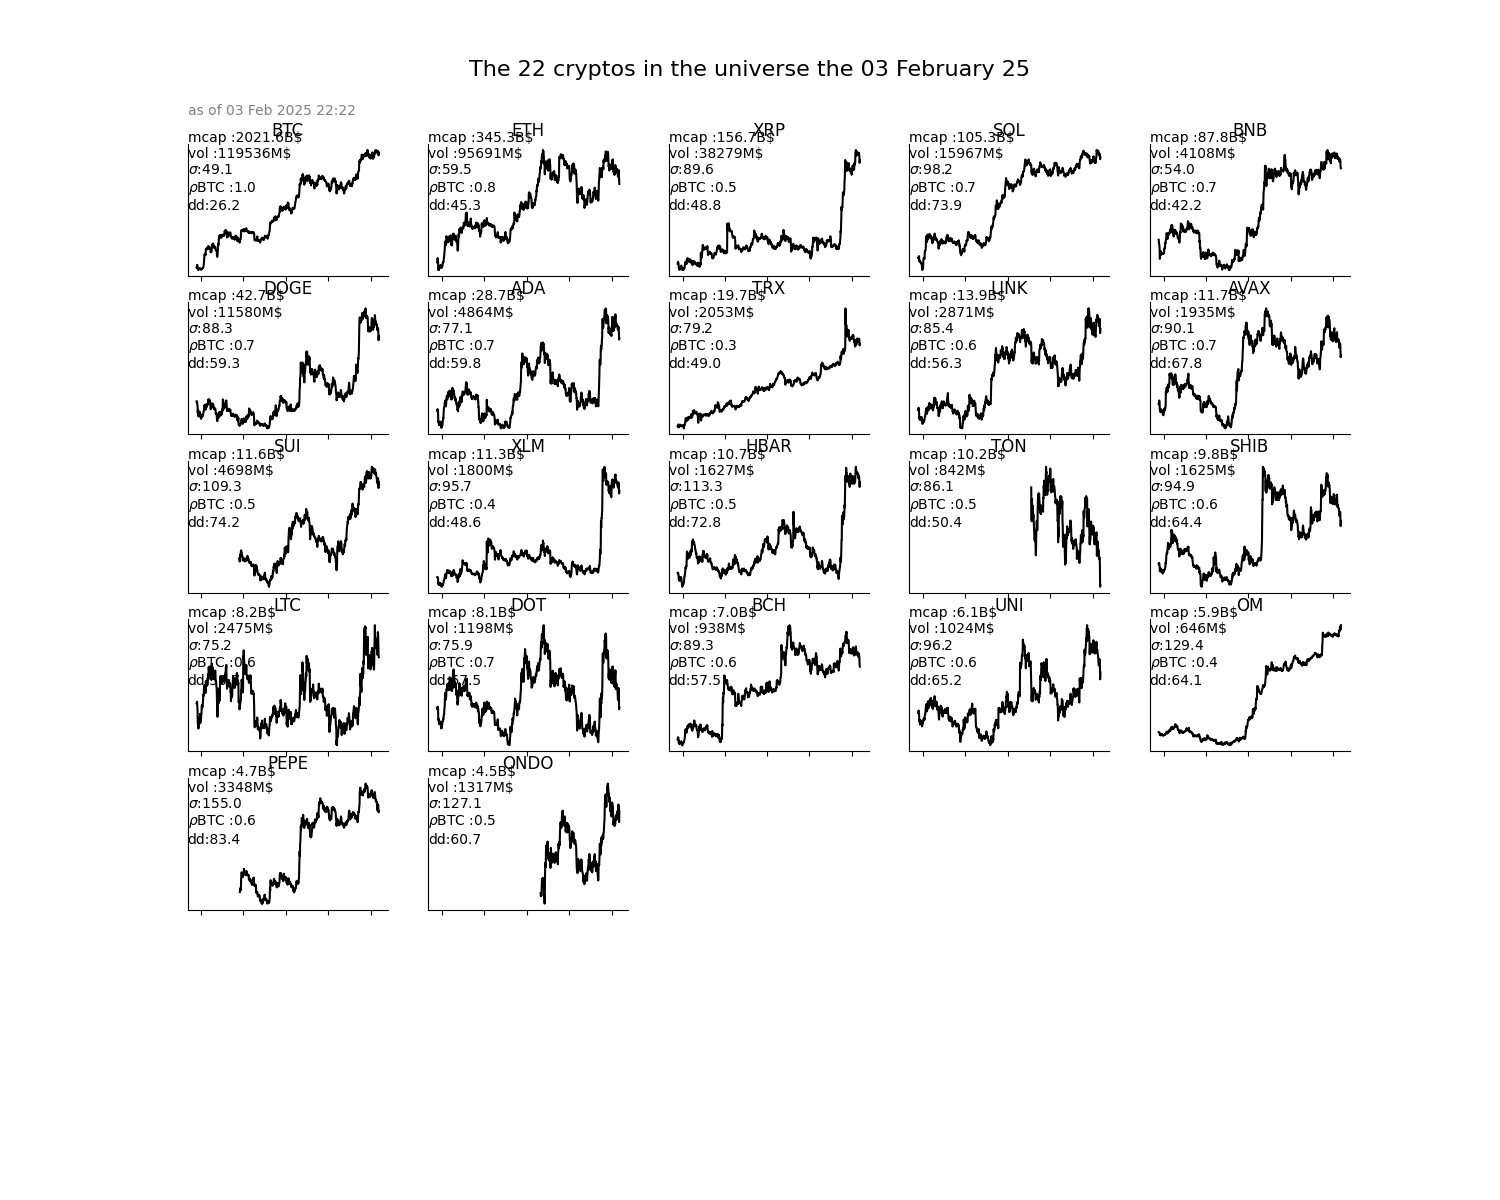 The 22 cryptos in the universe the 03 February 25
as of 03 Feb 2025 22:22
BTC
mcap :2021.6B$
vol :119536M$
σ:49.1
ρBTC :1.0
dd:26.2
ETH
mcap :345.3B$
vol :95691M$
σ:59.5
ρBTC :0.8
dd:45.3
XRP
mcap :156.7B$
vol :38279M$
σ:89.6
ρBTC :0.5
dd:48.8
SOL
mcap :105.3B$
vol :15967M$
σ:98.2
ρBTC :0.7
dd:73.9
BNB
mcap :87.8B$
vol :4108M$
σ:54.0
ρBTC :0.7
dd:42.2
DOGE
mcap :42.7B$
vol :11580M$
σ:88.3
ρBTC :0.7
dd:59.3
ADA
mcap :28.7B$
vol :4864M$
σ:77.1
ρBTC :0.7
dd:59.8
TRX
mcap :19.7B$
vol :2053M$
σ:79.2
ρBTC :0.3
dd:49.0
LINK
mcap :13.9B$
vol :2871M$
σ:85.4
ρBTC :0.6
dd:56.3
AVAX
mcap :11.7B$
vol :1935M$
σ:90.1
ρBTC :0.7
dd:67.8
SUI
mcap :11.6B$
vol :4698M$
σ:109.3
ρBTC :0.5
dd:74.2
XLM
mcap :11.3B$
vol :1800M$
σ:95.7
ρBTC :0.4
dd:48.6
HBAR
mcap :10.7B$
vol :1627M$
σ:113.3
ρBTC :0.5
dd:72.8
TON
mcap :10.2B$
vol :842M$
σ:86.1
ρBTC :0.5
dd:50.4
SHIB
mcap :9.8B$
vol :1625M$
σ:94.9
ρBTC :0.6
dd:64.4
LTC
mcap :8.2B$
vol :2475M$
σ:75.2
ρBTC :0.6
DOT
mcap :8.1B$
vol :1198M$
σ:75.9
ρBTC :0.7
dd:57.5
BCH
mcap :7.0B$
vol :938M$
σ:89.3
ρBTC :0.6
dd:57.5
UNI
mcap :6.1B$
vol :1024M$
σ:96.2
ρBTC :0.6
dd:65.2
OM
mcap :5.9B$
vol :646M$
σ:129.4
ρBTC :0.4
dd:64.1
PEPE
mcap :4.7B$
vol :3348M$
σ:155.0
ρBTC :0.6
dd:83.4
ONDO
mcap :4.5B$
vol :1317M$
σ:127.1
ρBTC :0.5
dd:60.7